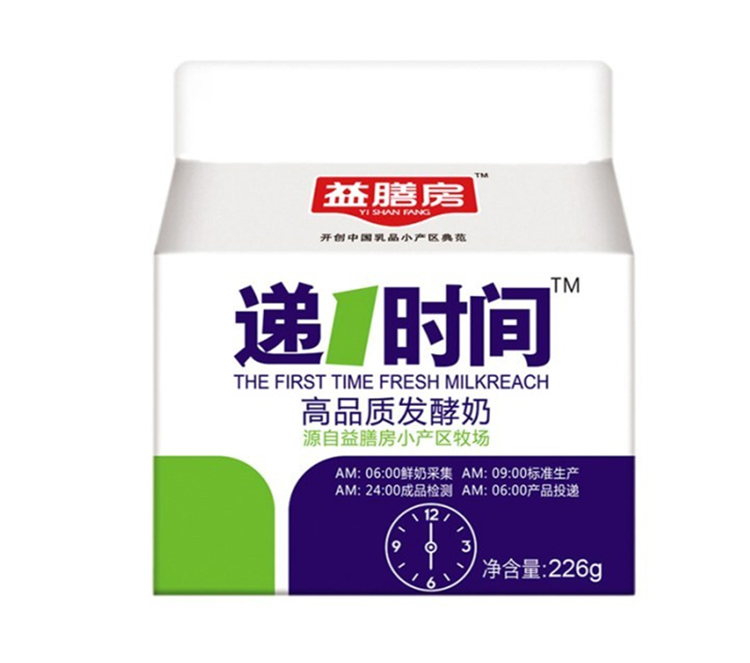 益膳房 TM
YI SHAN FANG
开创中国乳品小产区典范
递1时间 TM
THE FIRST TIME FRESH MILKREACH
高品质发酵奶
源自益膳房小产区牧场
AM: 06:00鲜奶采集 AM: 09:00标准生产
AM: 24:00成品检测 AM: 06:00产品投递
12
9 3
6
净含量:226g